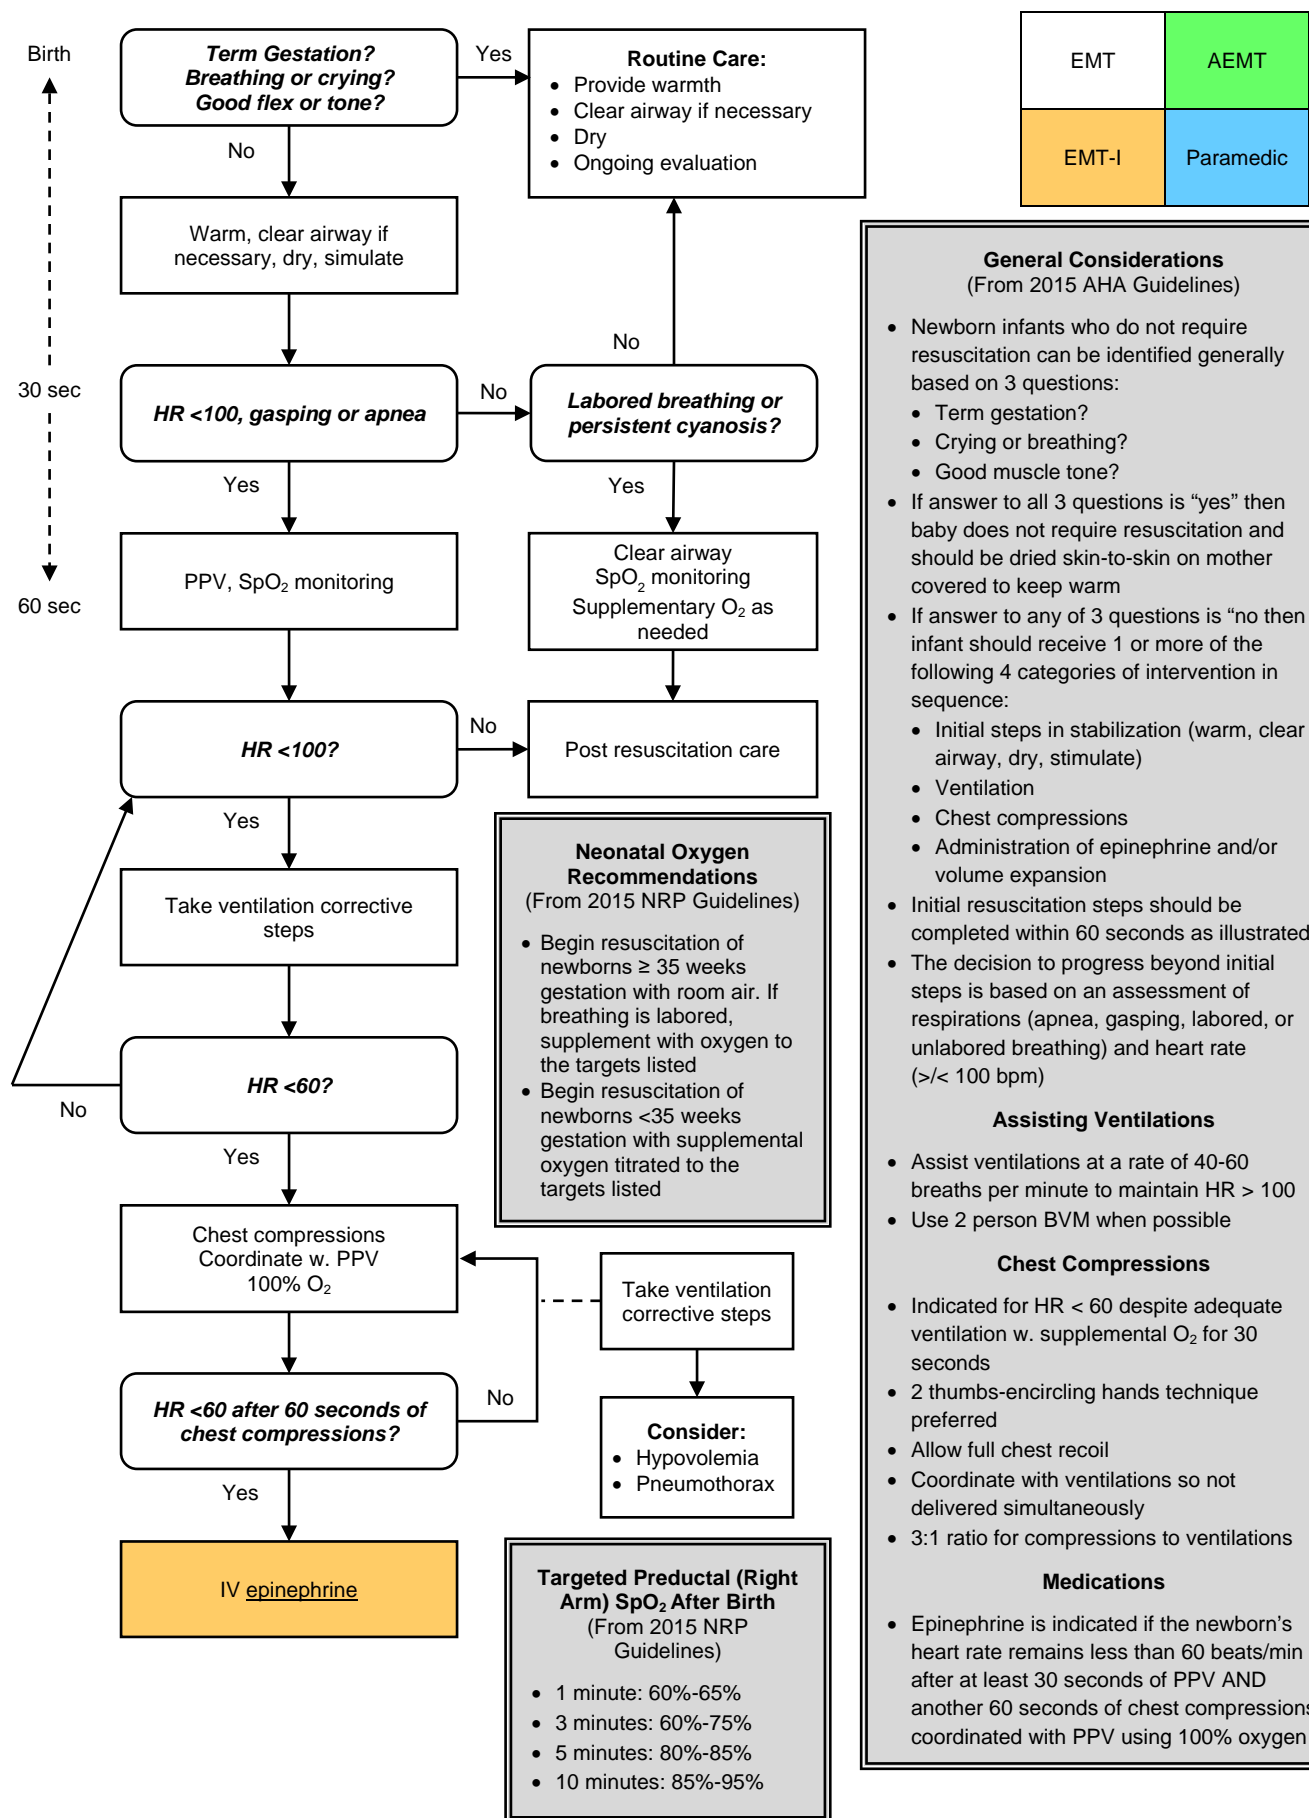 Birth
30 sec
60 sec
Term Gestation?
Breathing or crying?
Good flex or tone?
Yes
No
Routine Care:
• Provide warmth
• Clear airway if necessary
• Dry
• Ongoing evaluation
EMT
AEMT
EMT-I
Paramedic
Warm, clear airway if
necessary, dry, simulate
HR <100, gasping or apnea
No
Yes
Labored breathing or
persistent cyanosis?
No
Yes
PPV, SpO₂ monitoring
Clear airway
SpO₂ monitoring
Supplementary O₂ as
needed
HR <100?
No
Yes
Post resuscitation care
Take ventilation corrective
steps
HR <60?
No
Yes
Chest compressions
Coordinate w. PPV
100% O₂
HR <60 after 60 seconds of
chest compressions?
No
Yes
IV epinephrine
Take ventilation
corrective steps
Consider:
• Hypovolemia
• Pneumothorax
Neonatal Oxygen
Recommendations
(From 2015 NRP Guidelines)
• Begin resuscitation of
newborns ≥ 35 weeks
gestation with room air. If
breathing is labored,
supplement with oxygen to
the targets listed
• Begin resuscitation of
newborns <35 weeks
gestation with supplemental
oxygen titrated to the
targets listed
Targeted Preductal (Right
Arm) SpO₂ After Birth
(From 2015 NRP
Guidelines)
• 1 minute: 60%-65%
• 3 minutes: 60%-75%
• 5 minutes: 80%-85%
• 10 minutes: 85%-95%
General Considerations
(From 2015 AHA Guidelines)
• Newborn infants who do not require
resuscitation can be identified generally
based on 3 questions:
• Term gestation?
• Crying or breathing?
• Good muscle tone?
• If answer to all 3 questions is “yes” then
baby does not require resuscitation and
should be dried skin-to-skin on mother
covered to keep warm
• If answer to any of 3 questions is “no then
infant should receive 1 or more of the
following 4 categories of intervention in
sequence:
• Initial steps in stabilization (warm, clear
airway, dry, stimulate)
• Ventilation
• Chest compressions
• Administration of epinephrine and/or
volume expansion
• Initial resuscitation steps should be
completed within 60 seconds as illustrated
• The decision to progress beyond initial
steps is based on an assessment of
respirations (apnea, gasping, labored, or
unlabored breathing) and heart rate
(>/< 100 bpm)
Assisting Ventilations
• Assist ventilations at a rate of 40-60
breaths per minute to maintain HR > 100
• Use 2 person BVM when possible
Chest Compressions
• Indicated for HR < 60 despite adequate
ventilation w. supplemental O₂ for 30
seconds
• 2 thumbs-encircling hands technique
preferred
• Allow full chest recoil
• Coordinate with ventilations so not
delivered simultaneously
• 3:1 ratio for compressions to ventilations
Medications
• Epinephrine is indicated if the newborn’s
heart rate remains less than 60 beats/min
after at least 30 seconds of PPV AND
another 60 seconds of chest compressions
coordinated with PPV using 100% oxygen